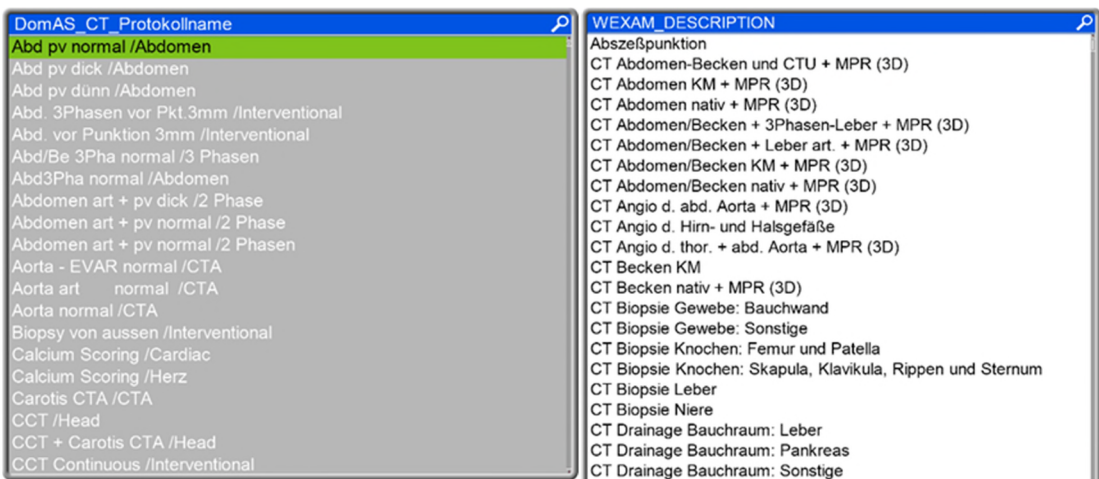 DomAS_CT_Protokollname
Abd pv normal /Abdomen
Abd pv dick /Abdomen
Abd pv dünn /Abdomen
Abd. 3Phasen vor Pkt.3mm /Interventional
Abd. vor Punktion 3mm /Interventional
Abd/Be 3Pha normal /3 Phasen
Abd3Pha normal /Abdomen
Abdomen art + pv dick /2 Phase
Abdomen art + pv normal /2 Phase
Abdomen art + pv normal /2 Phasen
Aorta - EVAR normal /CTA
Aorta art normal /CTA
Aorta normal /CTA
Biopsy von aussen /Interventional
Calcium Scoring /Cardiac
Calcium Scoring /Herz
Carotis CTA /CTA
CCT /Head
CCT + Carotis CTA /Head
CCT Continuous /Interventional
WEXAM_DESCRIPTION
Abszeßpunktion
CT Abdomen-Becken und CTU + MPR (3D)
CT Abdomen KM + MPR (3D)
CT Abdomen nativ + MPR (3D)
CT Abdomen/Becken + 3Phasen-Leber + MPR (3D)
CT Abdomen/Becken + Leber art. + MPR (3D)
CT Abdomen/Becken KM + MPR (3D)
CT Abdomen/Becken nativ + MPR (3D)
CT Angio d. abd. Aorta + MPR (3D)
CT Angio d. Hirn- und Halsgefäße
CT Angio d. thor. + abd. Aorta + MPR (3D)
CT Becken KM
CT Becken nativ + MPR (3D)
CT Biopsie Gewebe: Bauchwand
CT Biopsie Gewebe: Sonstige
CT Biopsie Knochen: Femur und Patella
CT Biopsie Knochen: Skapula, Klavikula, Rippen und Sternum
CT Biopsie Leber
CT Biopsie Niere
CT Drainage Bauchraum: Leber
CT Drainage Bauchraum: Pankreas
CT Drainage Bauchraum: Sonstige